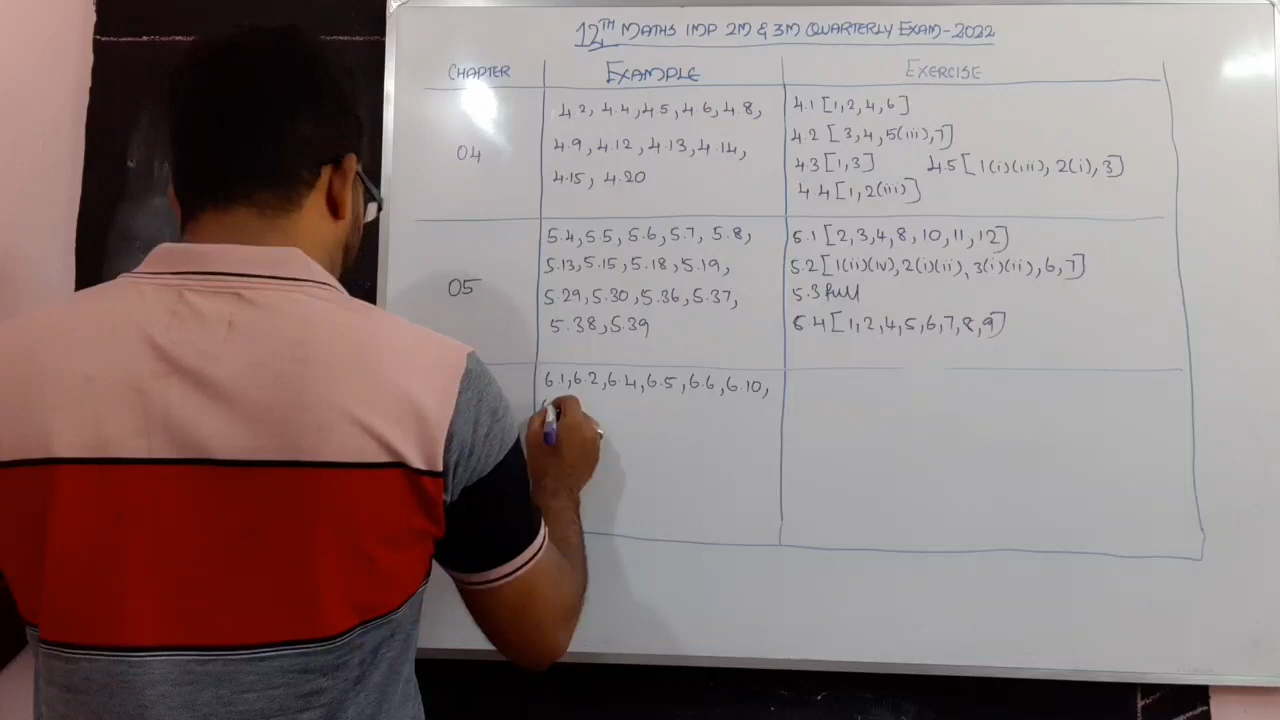 12TH MATHS IMP 2M & 3M QUARTERLY EXAM-2022
CHAPTER EXAMPLE EXERCISE
04
4.2, 4.4, 4.5, 4.6, 4.8,
4.9, 4.12, 4.13, 4.14,
4.15, 4.20
4.1 [1, 2, 4, 6]
4.2 [3, 4, 5(iii), 7]
4.3 [1, 3] 4.5 [1(i)(iii), 2(i), 3]
4.4 [1, 2(iii)]
05
5.4, 5.5, 5.6, 5.7, 5.8,
5.13, 5.15, 5.18, 5.19,
5.29, 5.30, 5.36, 5.37,
5.38, 5.39
5.1 [2, 3, 4, 8, 10, 11, 12]
5.2 [1(ii)(iv), 2(i)(ii), 3(i)(ii), 6, 7]
5.3 full
5.4 [1, 2, 4, 5, 6, 7, 8, 9]
6.1, 6.2, 6.4, 6.5, 6.6, 6.10,